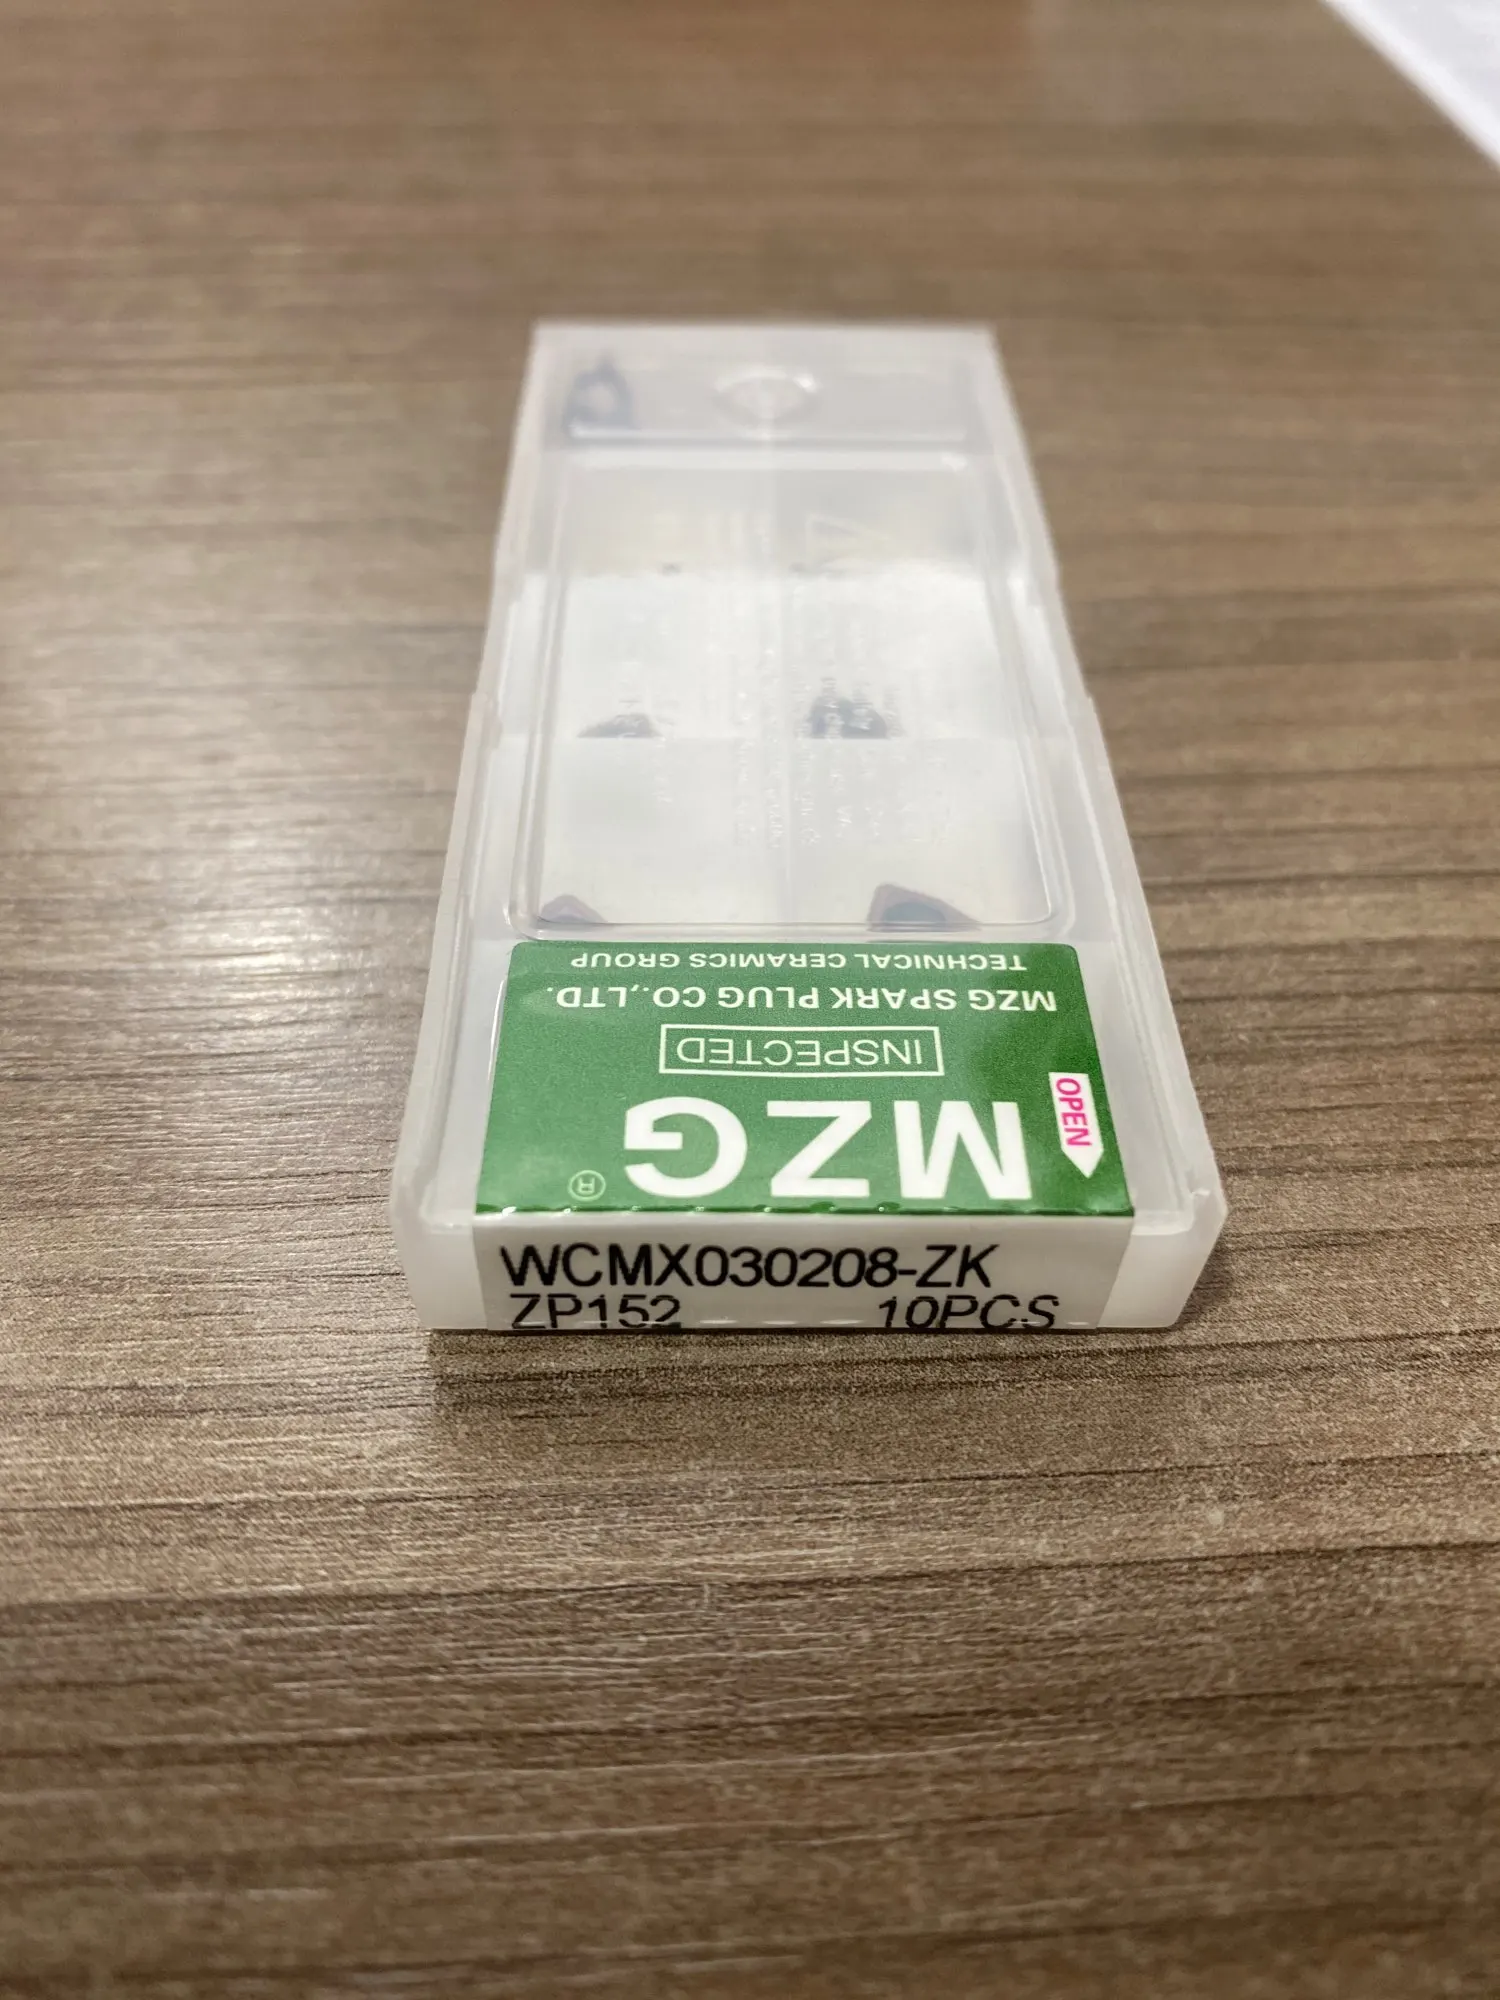 TECHNICAL CERAMICS GROUP
MZG SPARK PLUG CO.,LTD.
INSPECTED
MZG ®
OPEN
WCMX030208-ZK
ZP152 10PCS